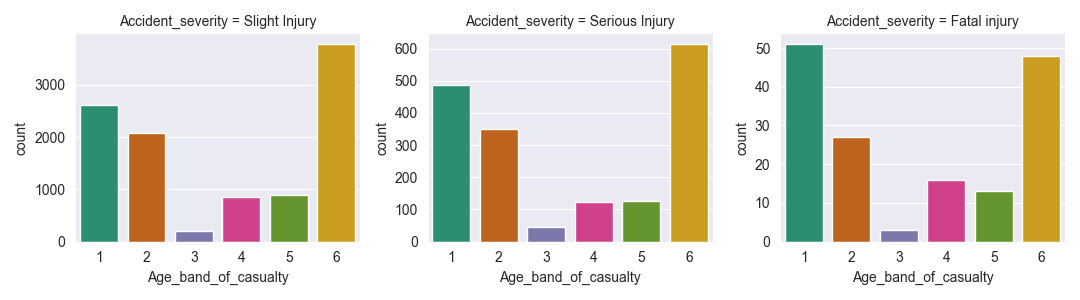 Accident_severity = Slight Injury
count
3000
2000
1000
0
1 2 3 4 5 6
Age_band_of_casualty
Accident_severity = Serious Injury
count
600
500
400
300
200
100
0
1 2 3 4 5 6
Age_band_of_casualty
Accident_severity = Fatal injury
count
50
40
30
20
10
0
1 2 3 4 5 6
Age_band_of_casualty